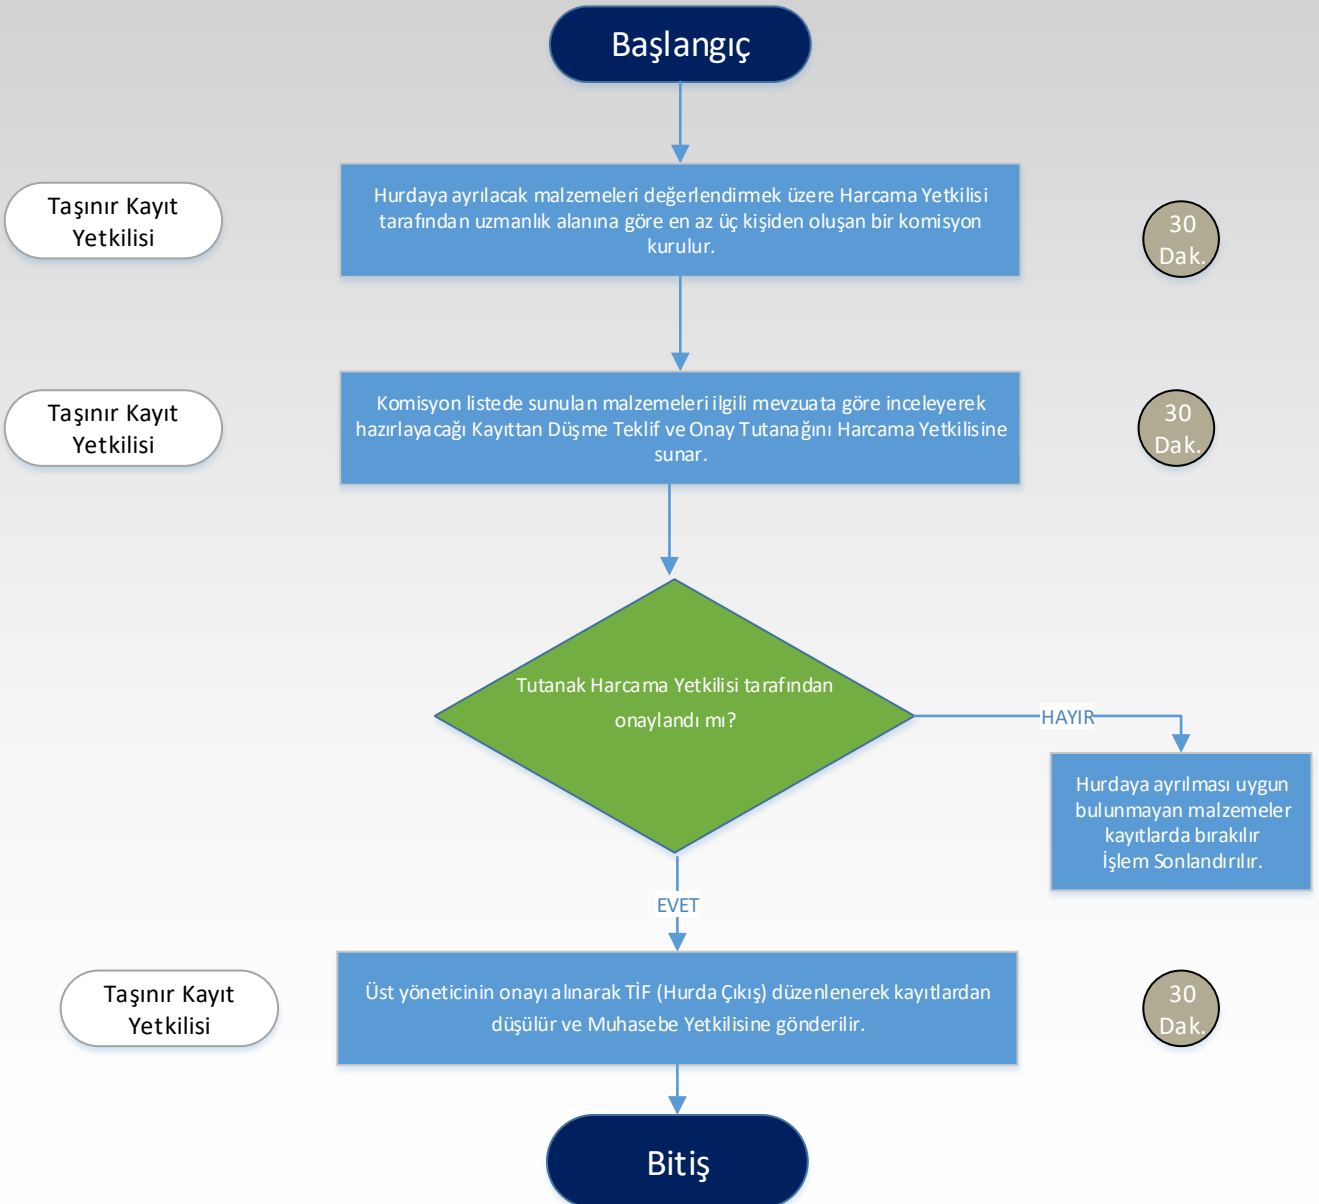 Başlangıç
Taşınır Kayıt
Yetkilisi
Hurdaya ayrılacak malzemeleri değerlendirmek üzere Harcama Yetkilisi
tarafından uzmanlık alanına göre en az üç kişiden oluşan bir komisyon
kurulur.
30
Dak.
Taşınır Kayıt
Yetkilisi
Komisyon listede sunulan malzemeleri ilgili mevzuata göre inceleyerek
hazırlayacağı Kayıttan Düşme Teklif ve Onay Tutanağını Harcama Yetkilisine
sunar.
30
Dak.
Tutanak Harcama Yetkilisi tarafından
onaylandı mı?
HAYIR
Hurdaya ayrılması uygun
bulunmayan malzemeler
kayıtlarda bırakılır
İşlem Sonlandırılır.
EVET
Taşınır Kayıt
Yetkilisi
Üst yöneticinin onayı alınarak TİF (Hurda Çıkış) düzenlenerek kayıtlardan
düşülür ve Muhasebe Yetkilisine gönderilir.
30
Dak.
Bitiş